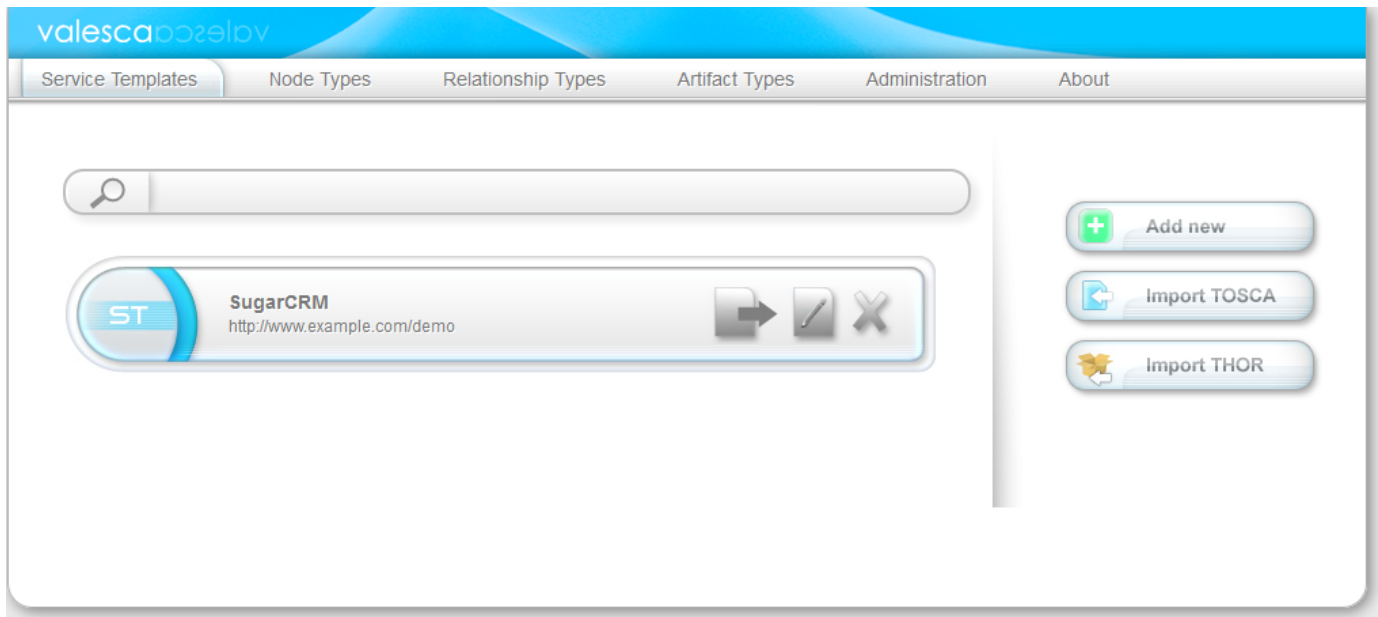 valesca
Service Templates Node Types Relationship Types Artifact Types Administration About
Add new
ST
SugarCRM
http://www.example.com/demo
Import TOSCA
Import THOR